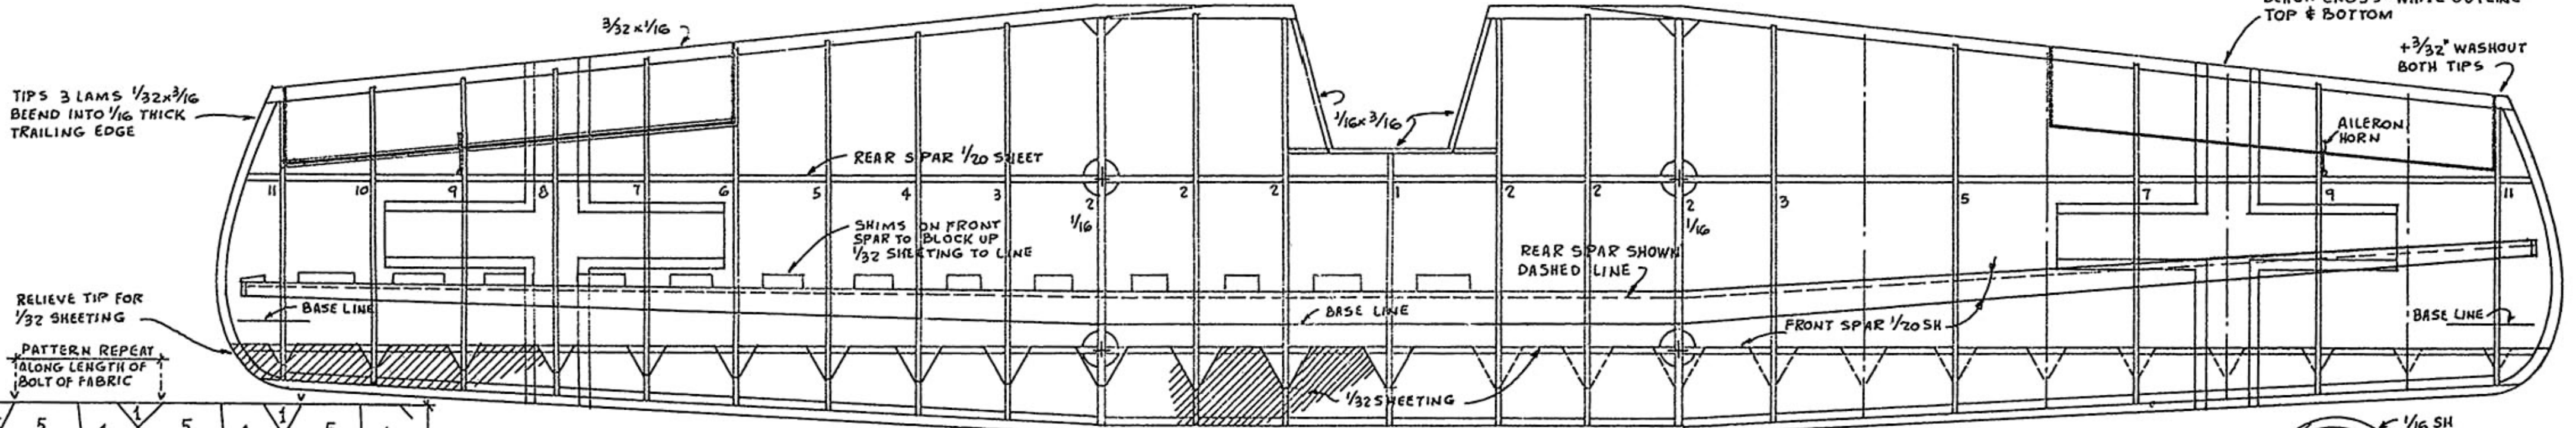 3/32 x 1/16
TOP & BOTTOM
+3/32" WASHOUT
BOTH TIPS
TIPS 3 LAMS 1/32x3/16
BLEND INTO 1/16 THICK
TRAILING EDGE
1/16 x 3/16
AILERON
HORN
REAR SPAR 1/20 SHEET
11 10 9 8 7 6 5 4 3 2 2 2 1 2 2 2 3 5 7 9 11
1/16
1/16
SHIMS ON FRONT
SPAR TO BLOCK UP
1/32 SHEETING TO LINE
REAR SPAR SHOWN
DASHED LINE
RELIEVE TIP FOR
1/32 SHEETING
BASE LINE
BASE LINE
BASE LINE
FRONT SPAR 1/20 SH
PATTERN REPEAT
ALONG LENGTH OF
BOLT OF FABRIC
1/32 SHEETING
5 1 5 1 5
1/16 SH